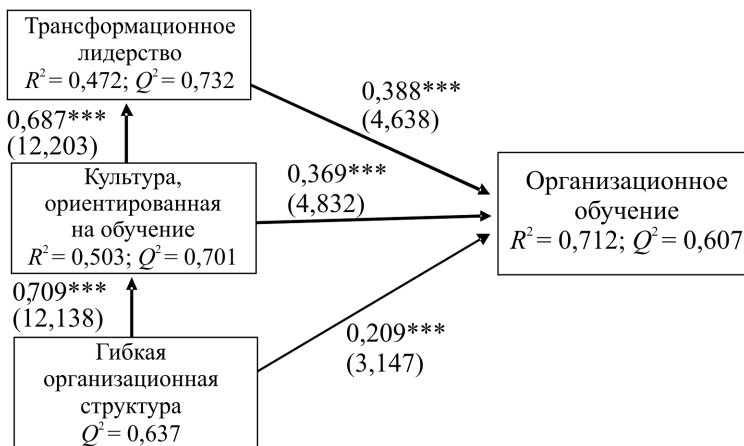 Трансформационное
лидерство
R² = 0,472; Q² = 0,732
0,388***
(4,638)
0,687***
(12,203)
Культура,
ориентированная
на обучение
R² = 0,503; Q² = 0,701
0,369***
(4,832)
Организационное
обучение
R² = 0,712; Q² = 0,607
0,709***
(12,138)
0,209***
(3,147)
Гибкая
организационная
структура
Q² = 0,637